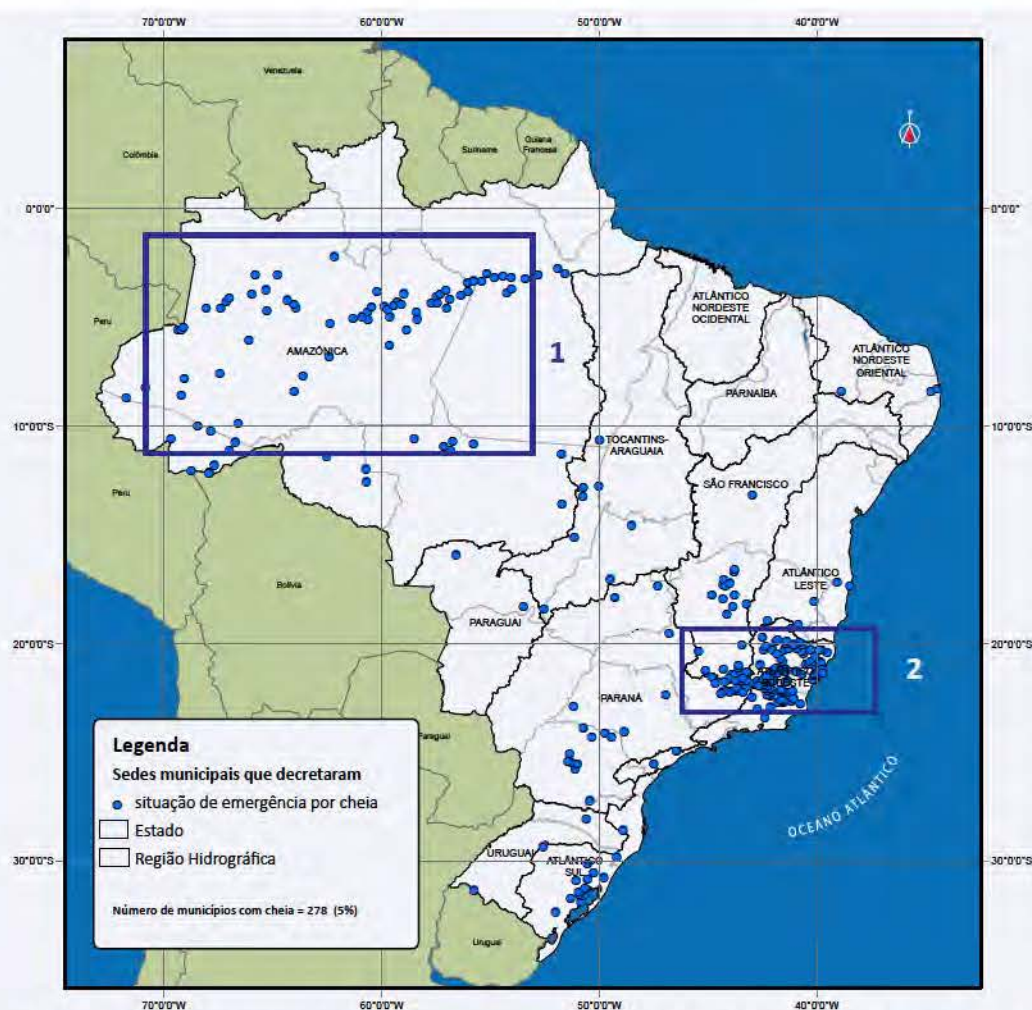 70°0'0"W 60°0'0"W 50°0'0"W 40°0'0"W
Venezuela
Colômbia
Suriname
Guiana
Francesa
0°0'0" 0°0'0"
Peru
AMAZÔNICA
1
ATLÂNTICO
NORDESTE
OCIDENTAL
ATLÂNTICO
NORDESTE
ORIENTAL
PARNAÍBA
10°0'0"S 10°0'0"S
TOCANTINS-
ARAGUAIA
SÃO FRANCISCO
Peru
Bolívia
ATLÂNTICO
LESTE
PARAGUAI
20°0'0"S 20°0'0"S
2
PARANÁ
Paraguai
OCEANO ATLÂNTICO
URUGUAI
ATLÂNTICO
SUL
30°0'0"S 30°0'0"S
Uruguai
Legenda
Sedes municipais que decretaram
situação de emergência por cheia
Estado
Região Hidrográfica
Número de municípios com cheia = 278 (5%)
70°0'0"W 60°0'0"W 50°0'0"W 40°0'0"W